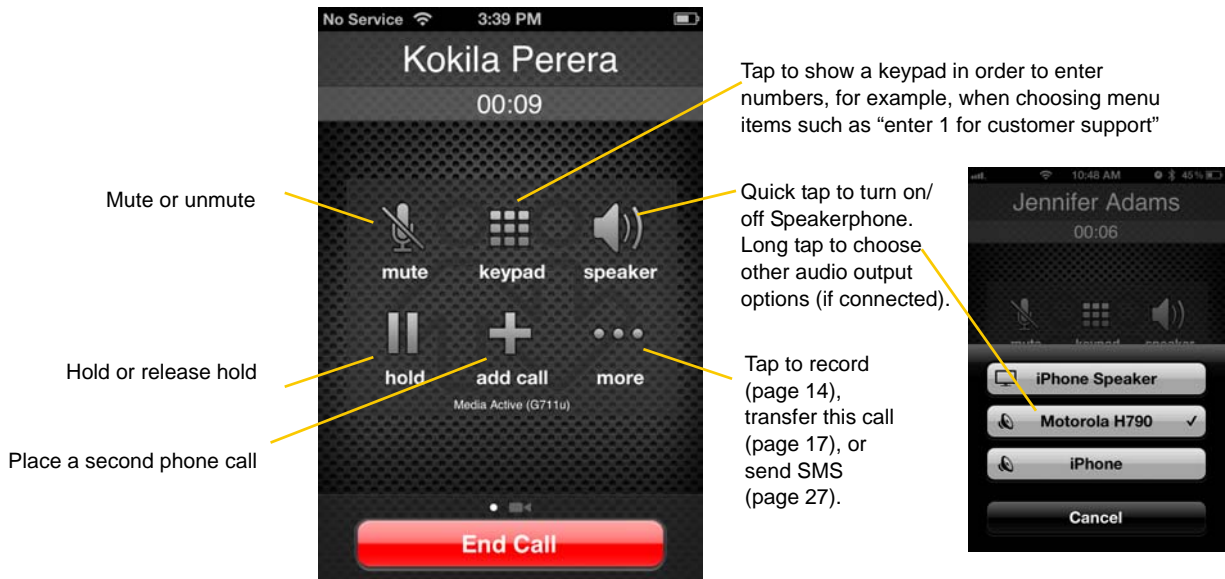 No Service 3:39 PM
Kokila Perera
00:09
mute keypad speaker
hold add call more
Media Active (G711u)
End Call
Mute or unmute
Hold or release hold
Place a second phone call
Tap to show a keypad in order to enter
numbers, for example, when choosing menu
items such as “enter 1 for customer support”
Quick tap to turn on/
off Speakerphone.
Long tap to choose
other audio output
options (if connected).
Tap to record
(page 14),
transfer this call
(page 17), or
send SMS
(page 27).
10:48 AM 45%
Jennifer Adams
00:06
mute keypad speaker
iPhone Speaker
Motorola H790 ✓
iPhone
Cancel